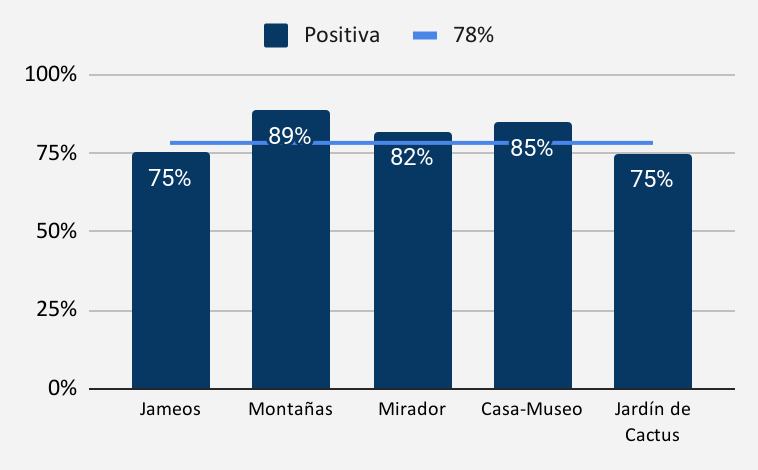 Positiva 78%
100%
75%
50%
25%
0%
75% 89% 82% 85% 75%
Jameos Montañas Mirador Casa-Museo Jardín de
Cactus